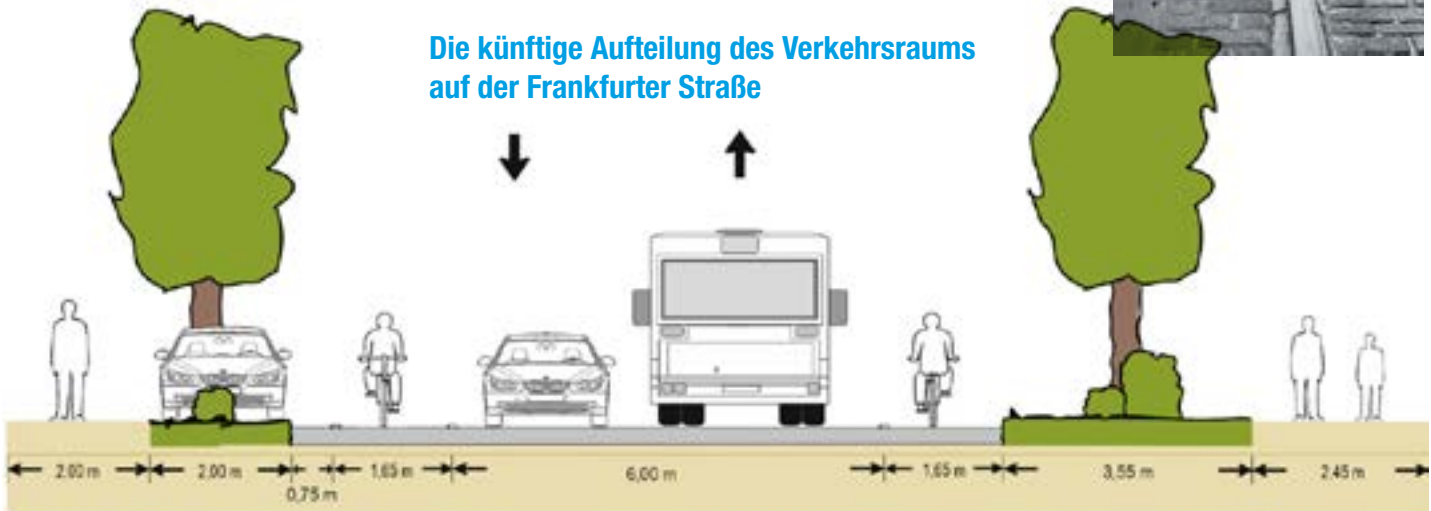 Die künftige Aufteilung des Verkehrsraums
auf der Frankfurter Straße
2,00 m 2,00 m 1,65 m 6,00 m 1,65 m 3,55 m 2,45 m
0,75 m